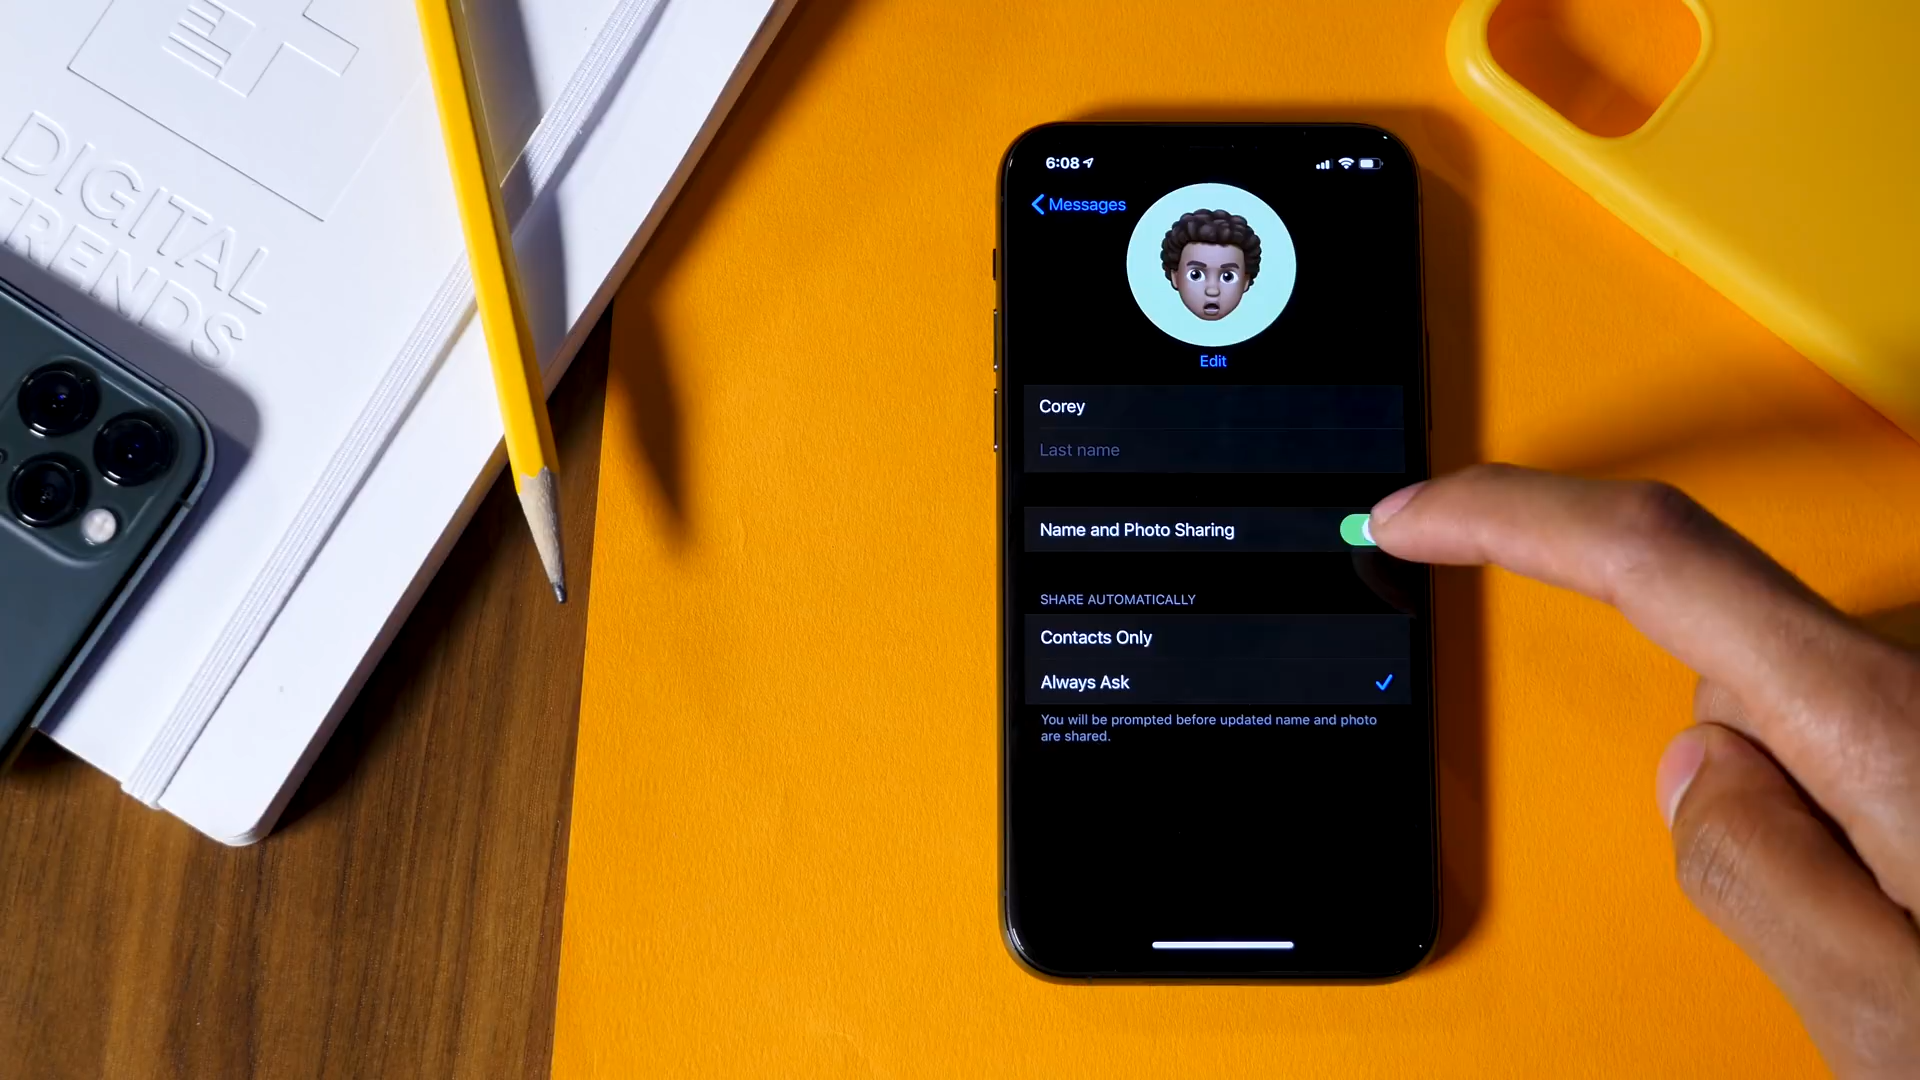 DIGITAL
TRENDS
6:08
Messages
Edit
Corey
Last name
Name and Photo Sharing
SHARE AUTOMATICALLY
Contacts Only
Always Ask
You will be prompted before updated name and photo
are shared.